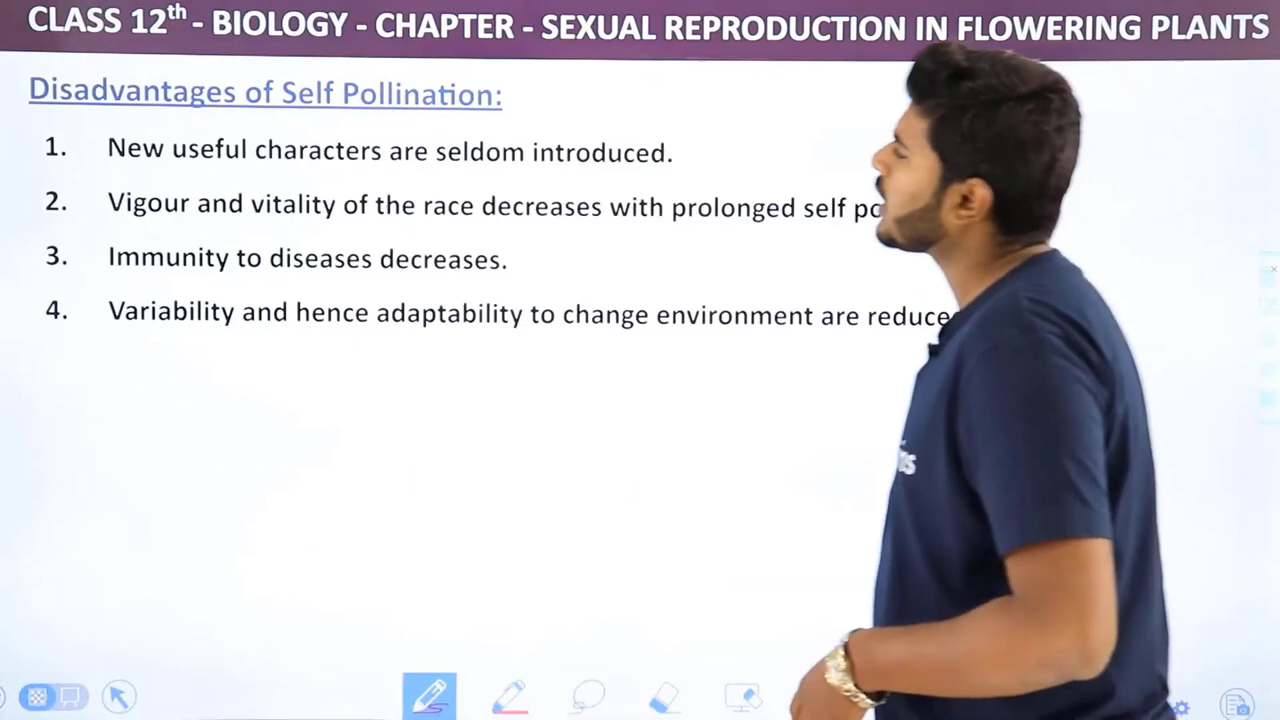 CLASS 12th - BIOLOGY - CHAPTER - SEXUAL REPRODUCTION IN FLOWERING PLANTS
Disadvantages of Self Pollination:
1. New useful characters are seldom introduced.
2. Vigour and vitality of the race decreases with prolonged self
3. Immunity to diseases decreases.
4. Variability and hence adaptability to change environment are reduce